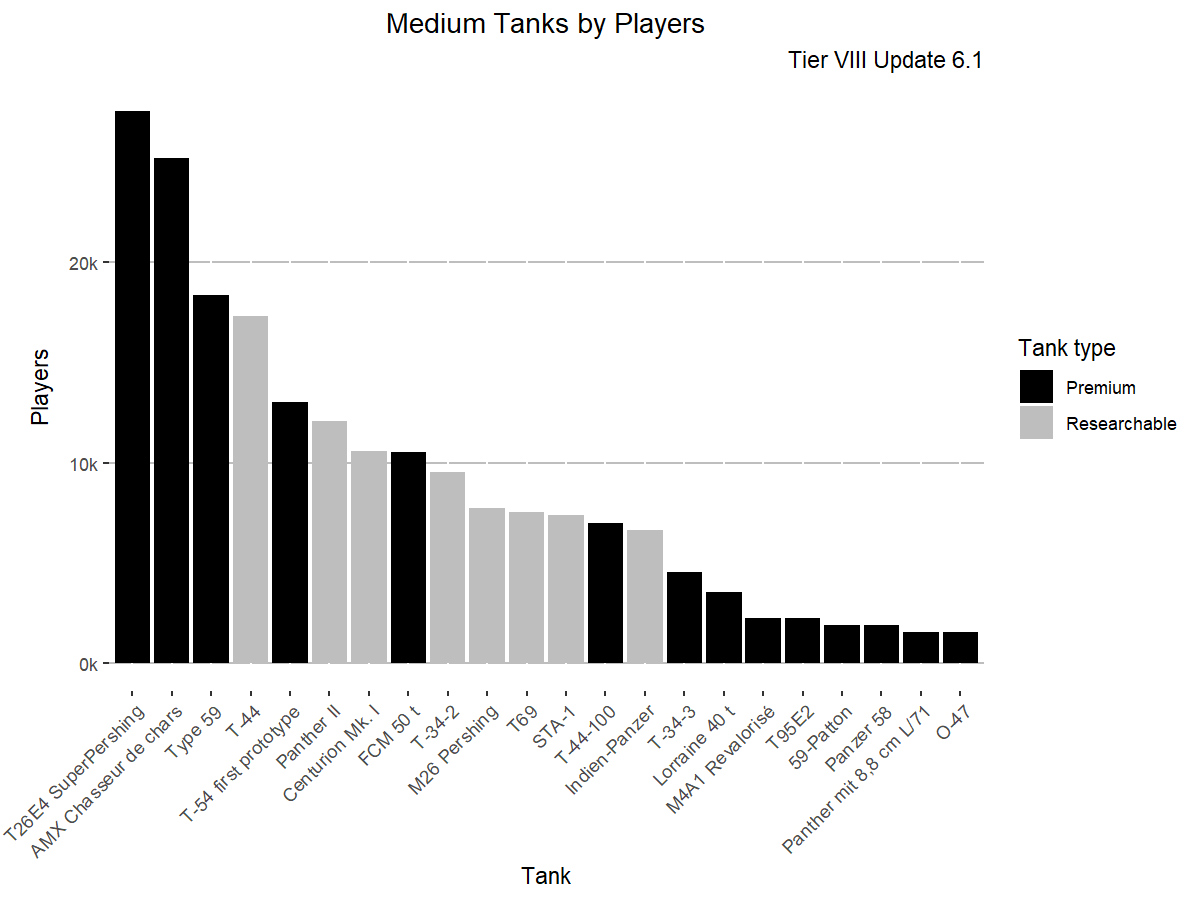 Medium Tanks by Players
Tier VIII Update 6.1
Players
20k
10k
0k
T26E4 SuperPershing
AMX Chasseur de chars
Type 59
T-44
T-54 first prototype
Panther II
Centurion Mk. I
FCM 50 t
T-34-2
M26 Pershing
T69
STA-1
T-44-100
Indien-Panzer
T-34-3
Lorraine 40 t
M4A1 Revalorisé
T95E2
59-Patton
Panzer 58
Panther mit 8,8 cm L/71
O-47
Tank
Tank type
Premium
Researchable